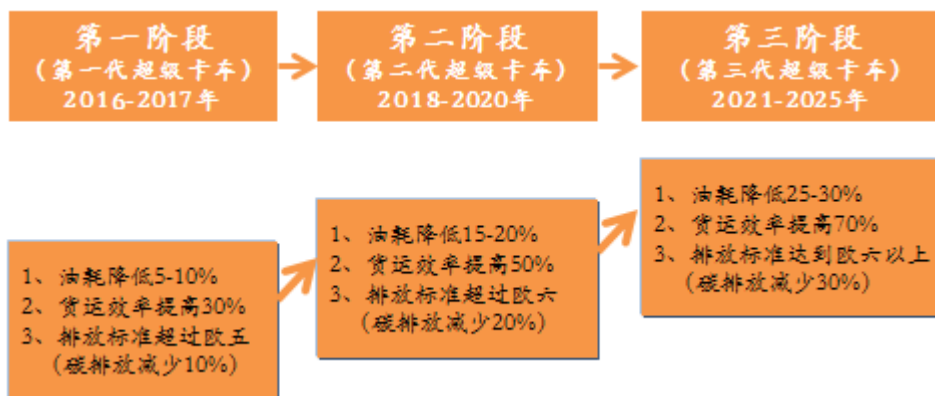 第一阶段
（第一代超级卡车）
2016-2017年
第二阶段
（第二代超级卡车）
2018-2020年
第三阶段
（第三代超级卡车）
2021-2025年
1、油耗降低5-10%
2、货运效率提高30%
3、排放标准超过欧五
（碳排放减少10%）
1、油耗降低15-20%
2、货运效率提高50%
3、排放标准超过欧六
（碳排放减少20%）
1、油耗降低25-30%
2、货运效率提高70%
3、排放标准达到欧六以上
（碳排放减少30%）